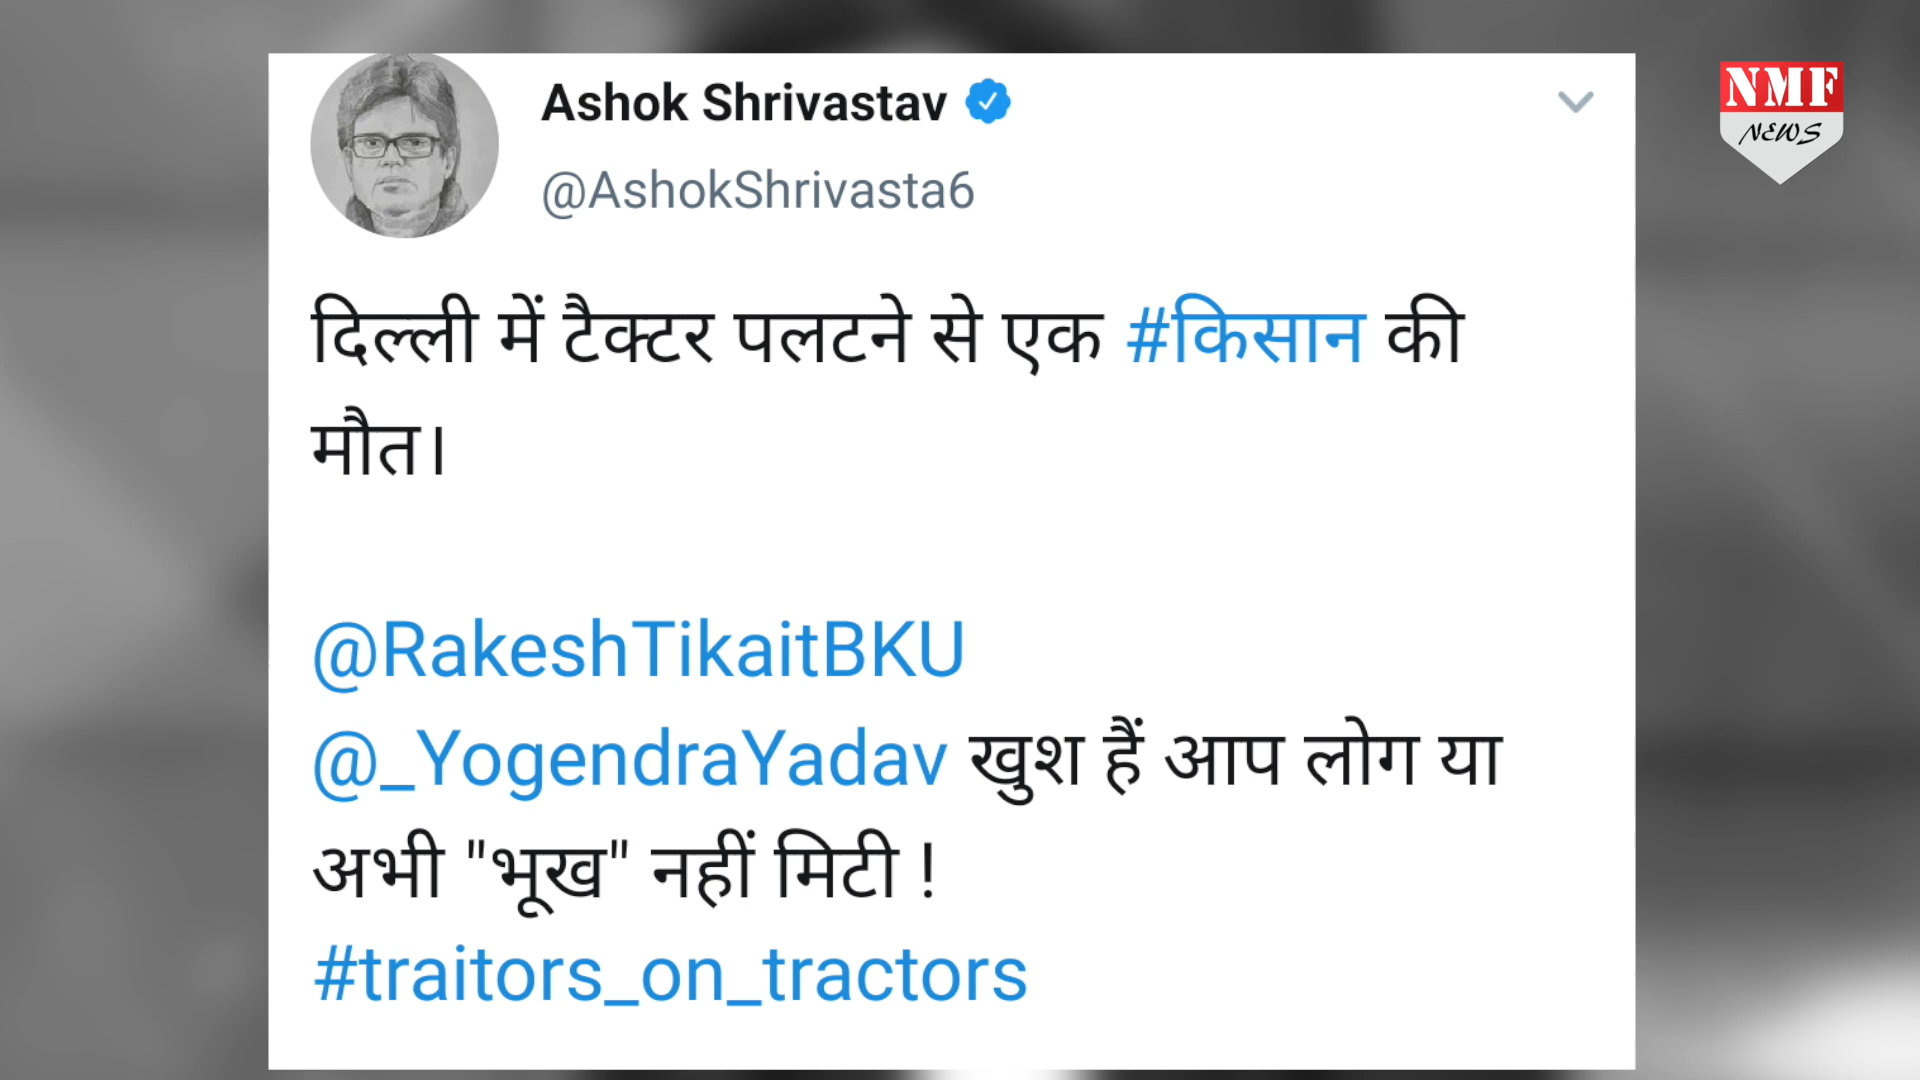 Ashok Shrivastav
@AshokShrivasta6
दिल्ली में टैक्टर पलटने से एक #किसान की
मौत।
@RakeshTikaitBKU
@_YogendraYadav खुश हैं आप लोग या
अभी "भूख" नहीं मिटी !
#traitors_on_tractors
NMF
NEWS